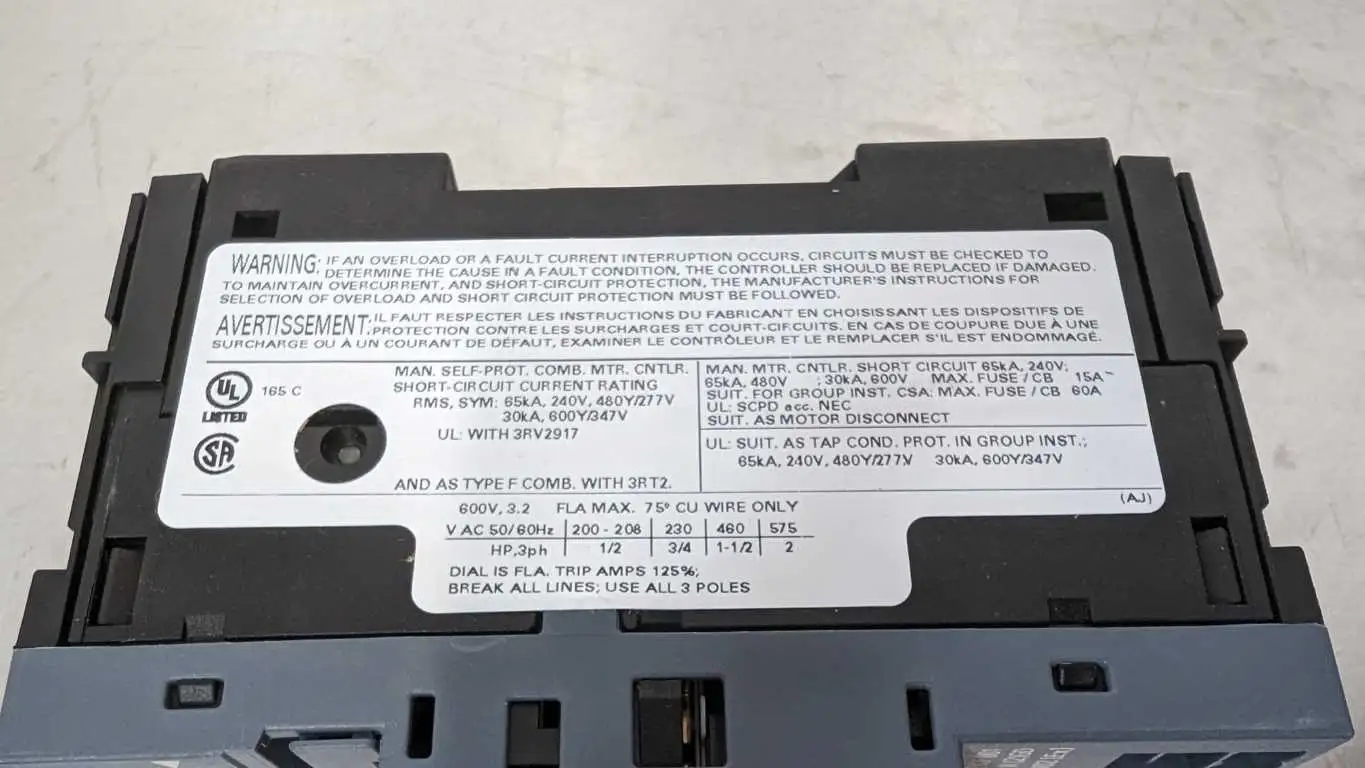 WARNING: IF AN OVERLOAD OR A FAULT CURRENT INTERRUPTION OCCURS, CIRCUITS MUST BE CHECKED TO
DETERMINE THE CAUSE IN A FAULT CONDITION, THE CONTROLLER SHOULD BE REPLACED IF DAMAGED.
TO MAINTAIN OVERCURRENT, AND SHORT-CIRCUIT PROTECTION, THE MANUFACTURER'S INSTRUCTIONS FOR
SELECTION OF OVERLOAD AND SHORT CIRCUIT PROTECTION MUST BE FOLLOWED.
AVERTISSEMENT: IL FAUT RESPECTER LES INSTRUCTIONS DU FABRICANT EN CHOISISSANT LES DISPOSITIFS DE
PROTECTION CONTRE LES SURCHARGES ET COURT-CIRCUITS. EN CAS DE COUPURE DUE À UNE
SURCHARGE OU À UN COURANT DE DÉFAUT, EXAMINER LE CONTRÔLEUR ET LE REMPLACER S'IL EST ENDOMMAGÉ.
UL 165 C
LISTED
SA
MAN. SELF-PROT. COMB. MTR. CNTLR.
SHORT-CIRCUIT CURRENT RATING
RMS, SYM: 65kA, 240V, 480Y/277V
30kA, 600Y/347V
UL: WITH 3RV2917
AND AS TYPE F COMB. WITH 3RT2.
MAN. MTR. CNTLR. SHORT CIRCUIT 65kA, 240V;
65kA, 480V ; 30kA, 600V MAX. FUSE / CB 15A~
SUIT. FOR GROUP INST. CSA: MAX. FUSE / CB 60A
UL: SCPD acc. NEC
SUIT. AS MOTOR DISCONNECT
UL: SUIT. AS TAP COND. PROT. IN GROUP INST.;
65kA, 240V, 480Y/277V 30kA, 600Y/347V
(AJ)
600V, 3.2 FLA MAX. 75° CU WIRE ONLY
V AC 50/60Hz 200 - 208 230 460 575
HP,3ph 1/2 3/4 1-1/2 2
DIAL IS FLA. TRIP AMPS 125%;
BREAK ALL LINES; USE ALL 3 POLES